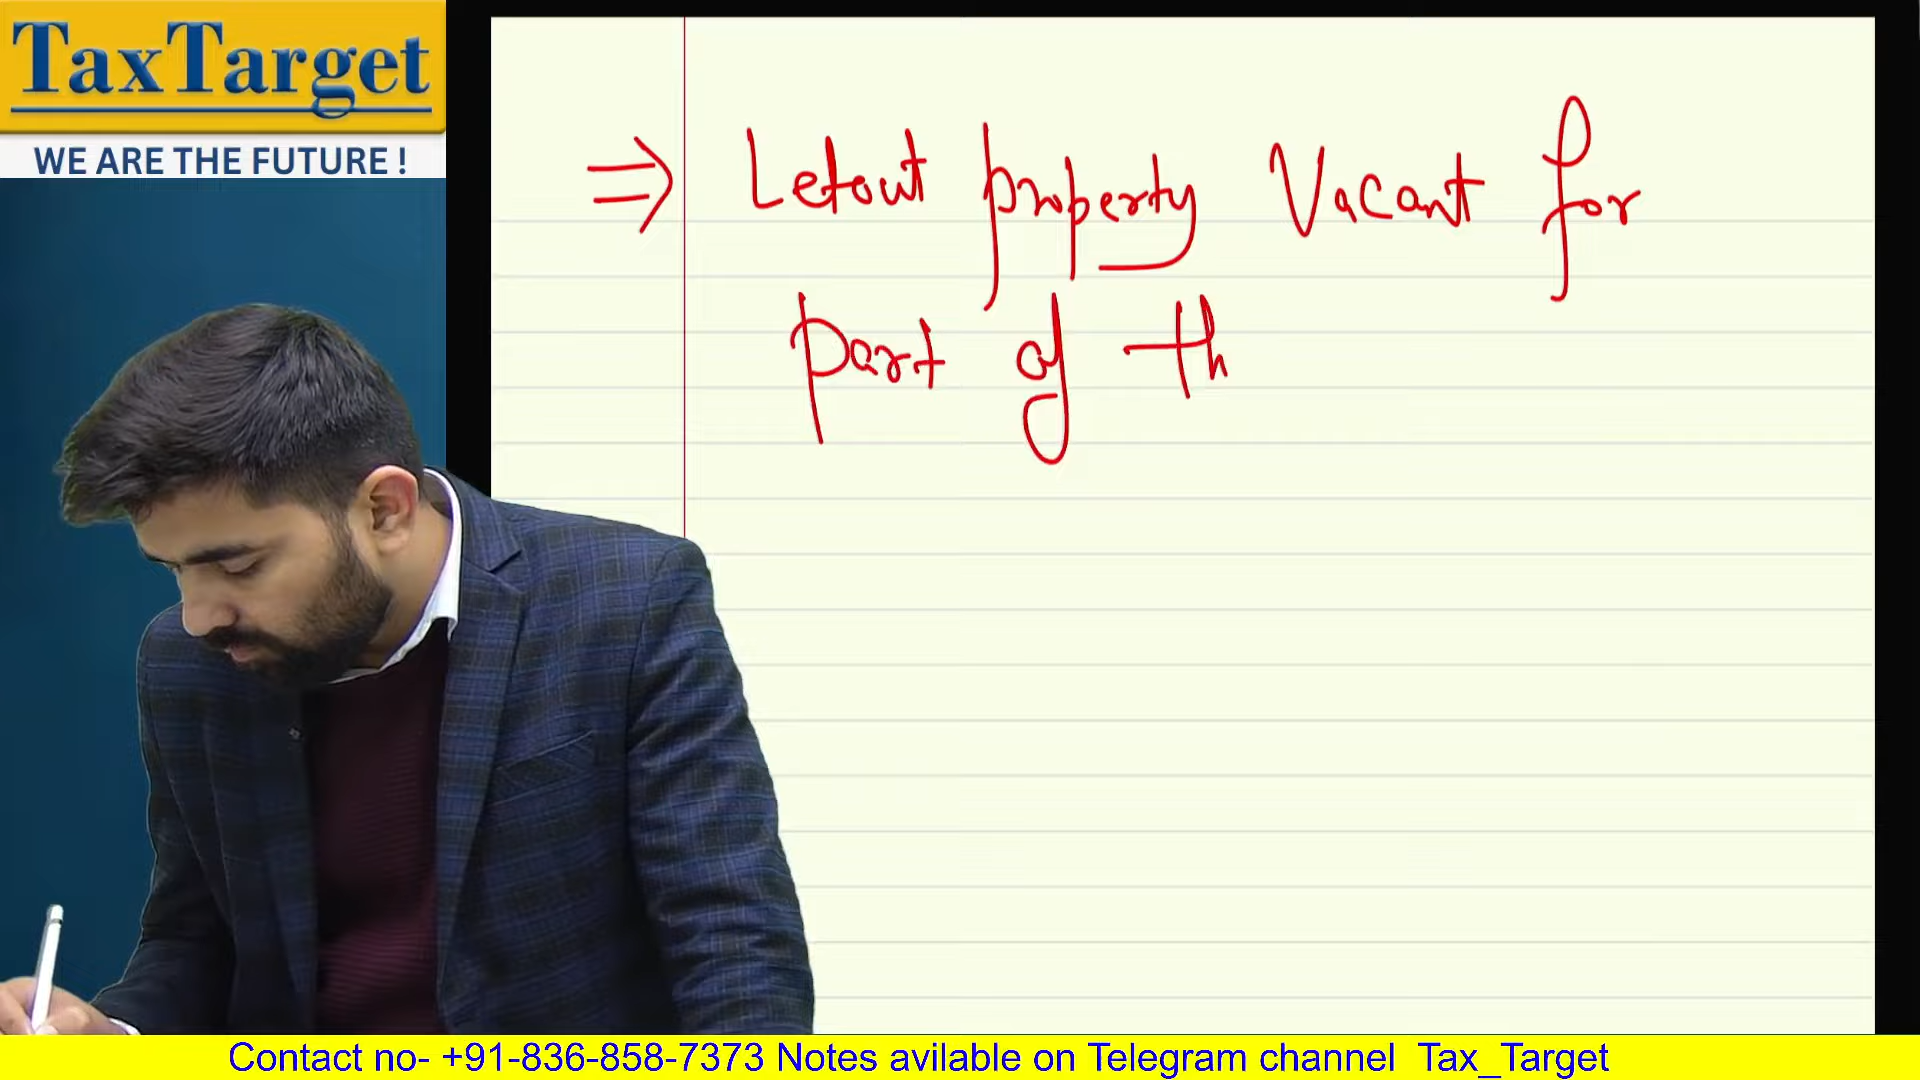 TaxTarget
WE ARE THE FUTURE !
⇒ Letout property Vacant for
part of th
Contact no- +91-836-858-7373 Notes avilable on Telegram channel Tax_Target